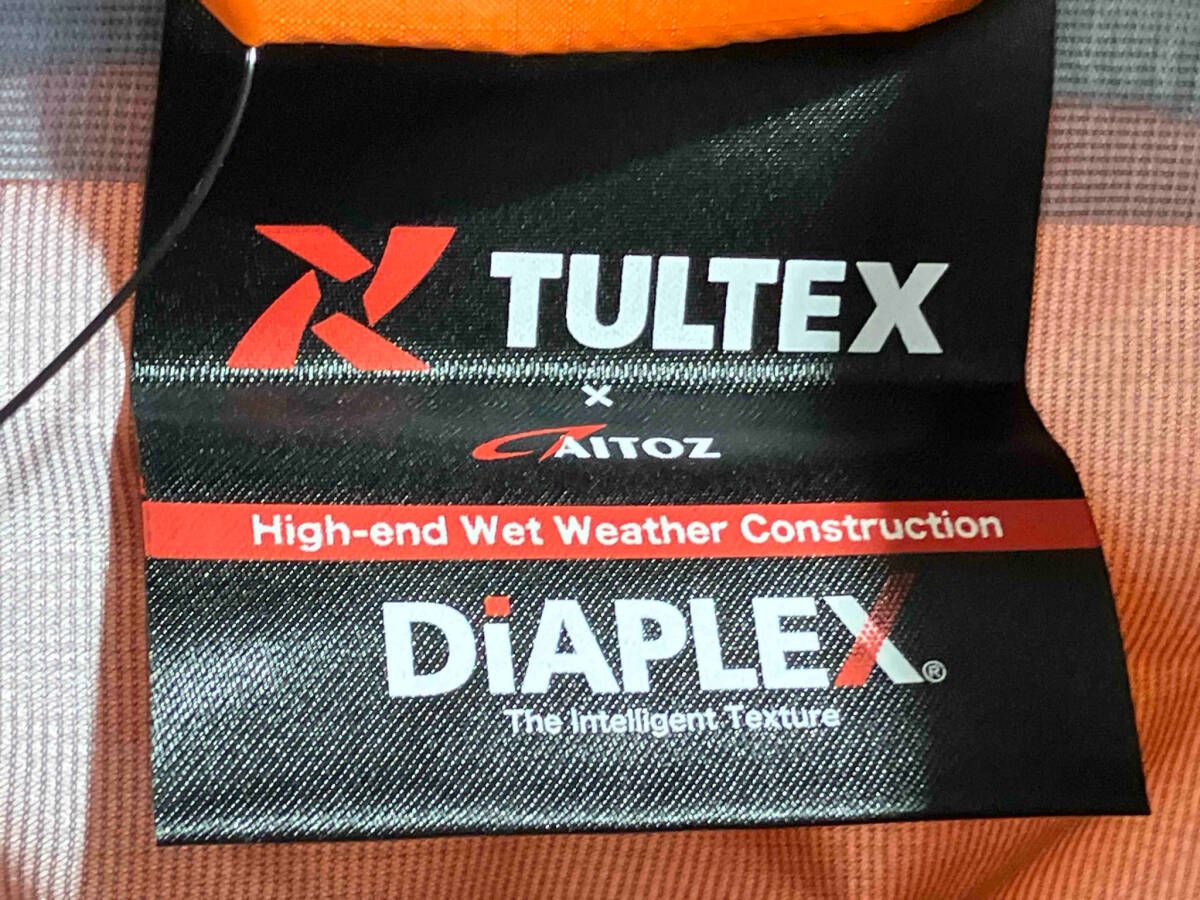 TULTEX
×
AITOZ
High-end Wet Weather Construction
DiAPLEX®
The Intelligent Texture